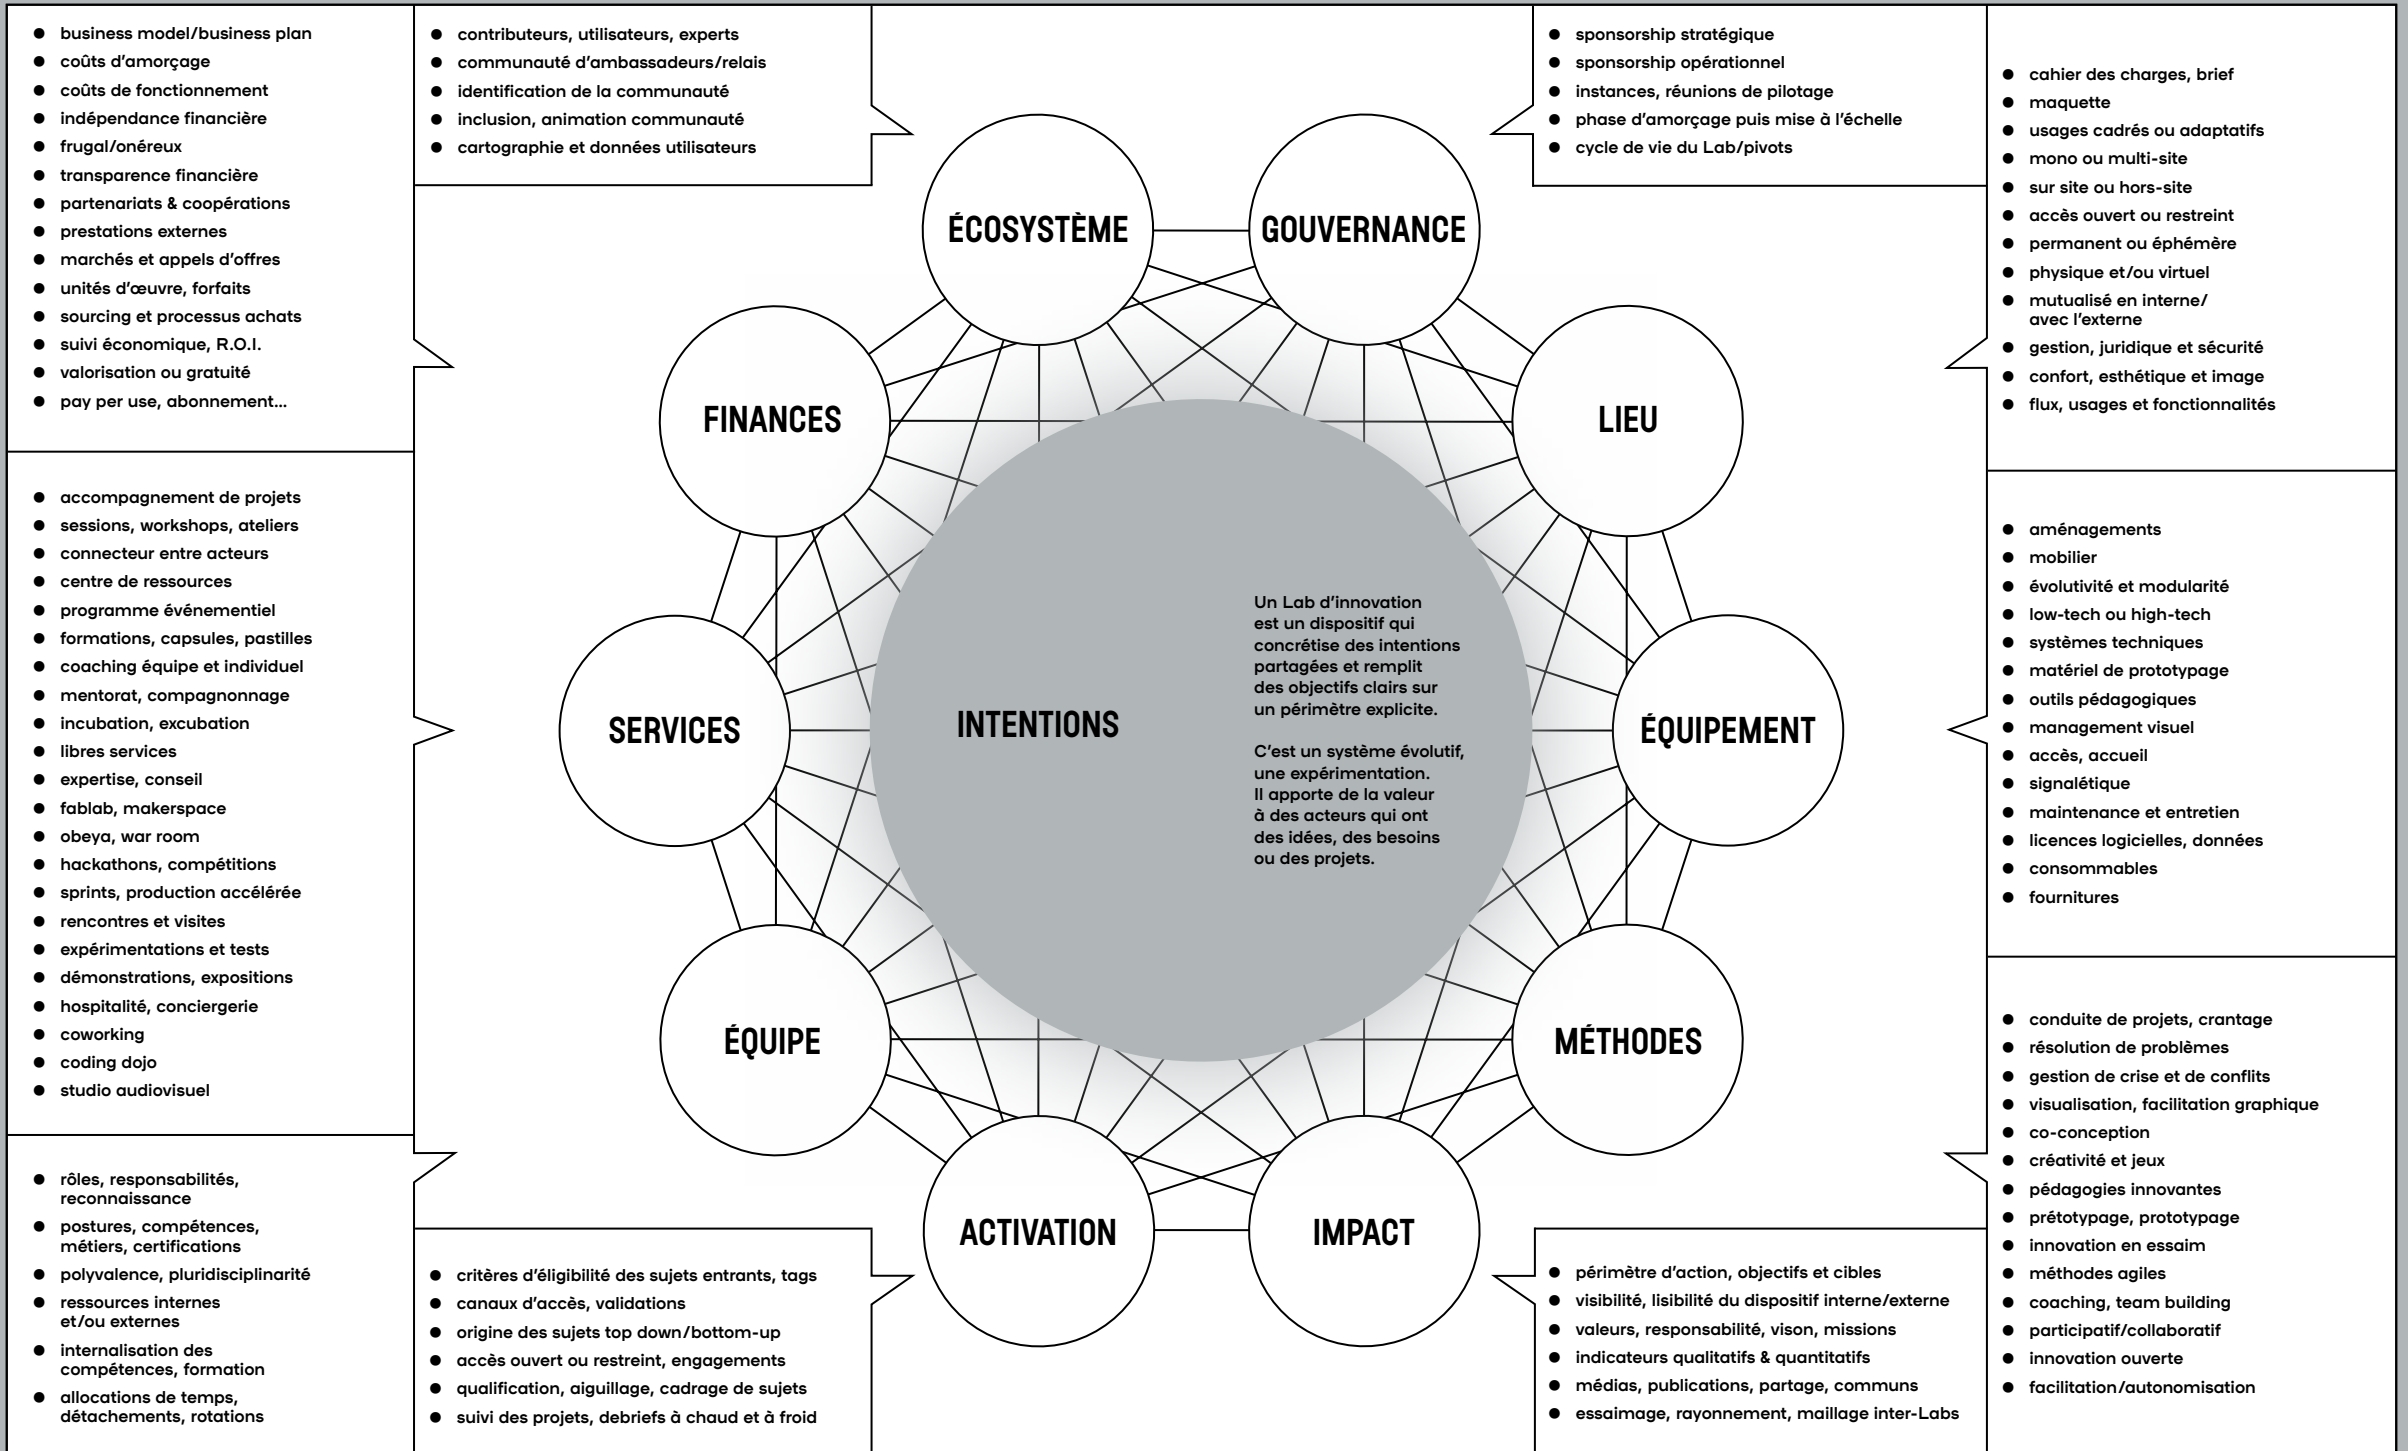 business model/business plan
coûts d'amorçage
coûts de fonctionnement
indépendance financière
frugal/onéreux
transparence financière
partenariats & coopérations
prestations externes
marchés et appels d'offres
unités d'œuvre, forfaits
sourcing et processus achats
suivi économique, R.O.I.
valorisation ou gratuité
pay per use, abonnement...
contributeurs, utilisateurs, experts
communauté d'ambassadeurs/relais
identification de la communauté
inclusion, animation communauté
cartographie et données utilisateurs
sponsorship stratégique
sponsorship opérationnel
instances, réunions de pilotage
phase d'amorçage puis mise à l'échelle
cycle de vie du Lab/pivots
cahier des charges, brief
maquette
usages cadrés ou adaptatifs
mono ou multi-site
sur site ou hors-site
accès ouvert ou restreint
permanent ou éphémère
physique et/ou virtuel
mutualisé en interne/
avec l'externe
gestion, juridique et sécurité
confort, esthétique et image
flux, usages et fonctionnalités
ÉCOSYSTÈME
GOUVERNANCE
FINANCES
LIEU
SERVICES
INTENTIONS
Un Lab d'innovation
est un dispositif qui
concrétise des intentions
partagées et remplit
des objectifs clairs sur
un périmètre explicite.
C'est un système évolutif,
une expérimentation.
Il apporte de la valeur
à des acteurs qui ont
des idées, des besoins
ou des projets.
ÉQUIPEMENT
ÉQUIPE
MÉTHODES
ACTIVATION
IMPACT
accompagnement de projets
sessions, workshops, ateliers
connecteur entre acteurs
centre de ressources
programme événementiel
formations, capsules, pastilles
coaching équipe et individuel
mentorat, compagnonnage
incubation, excubation
libres services
expertise, conseil
fablab, makerspace
obeya, war room
hackathons, compétitions
sprints, production accélérée
rencontres et visites
expérimentations et tests
démonstrations, expositions
hospitalité, conciergerie
coworking
coding dojo
studio audiovisuel
aménagements
mobilier
évolutivité et modularité
low-tech ou high-tech
systèmes techniques
matériel de prototypage
outils pédagogiques
management visuel
accès, accueil
signalétique
maintenance et entretien
licences logicielles, données
consommables
fournitures
rôles, responsabilités,
reconnaissance
postures, compétences,
métiers, certifications
polyvalence, pluridisciplinarité
ressources internes
et/ou externes
internalisation des
compétences, formation
allocations de temps,
détachements, rotations
critères d'éligibilité des sujets entrants, tags
canaux d'accès, validations
origine des sujets top down/bottom-up
accès ouvert ou restreint, engagements
qualification, aiguillage, cadrage de sujets
suivi des projets, debriefs à chaud et à froid
périmètre d'action, objectifs et cibles
visibilité, lisibilité du dispositif interne/externe
valeurs, responsabilité, vison, missions
indicateurs qualitatifs & quantitatifs
médias, publications, partage, communs
essaimage, rayonnement, maillage inter-Labs
conduite de projets, crantage
résolution de problèmes
gestion de crise et de conflits
visualisation, facilitation graphique
co-conception
créativité et jeux
pédagogies innovantes
prétotypage, prototypage
innovation en essaim
méthodes agiles
coaching, team building
participatif/collaboratif
innovation ouverte
facilitation/autonomisation